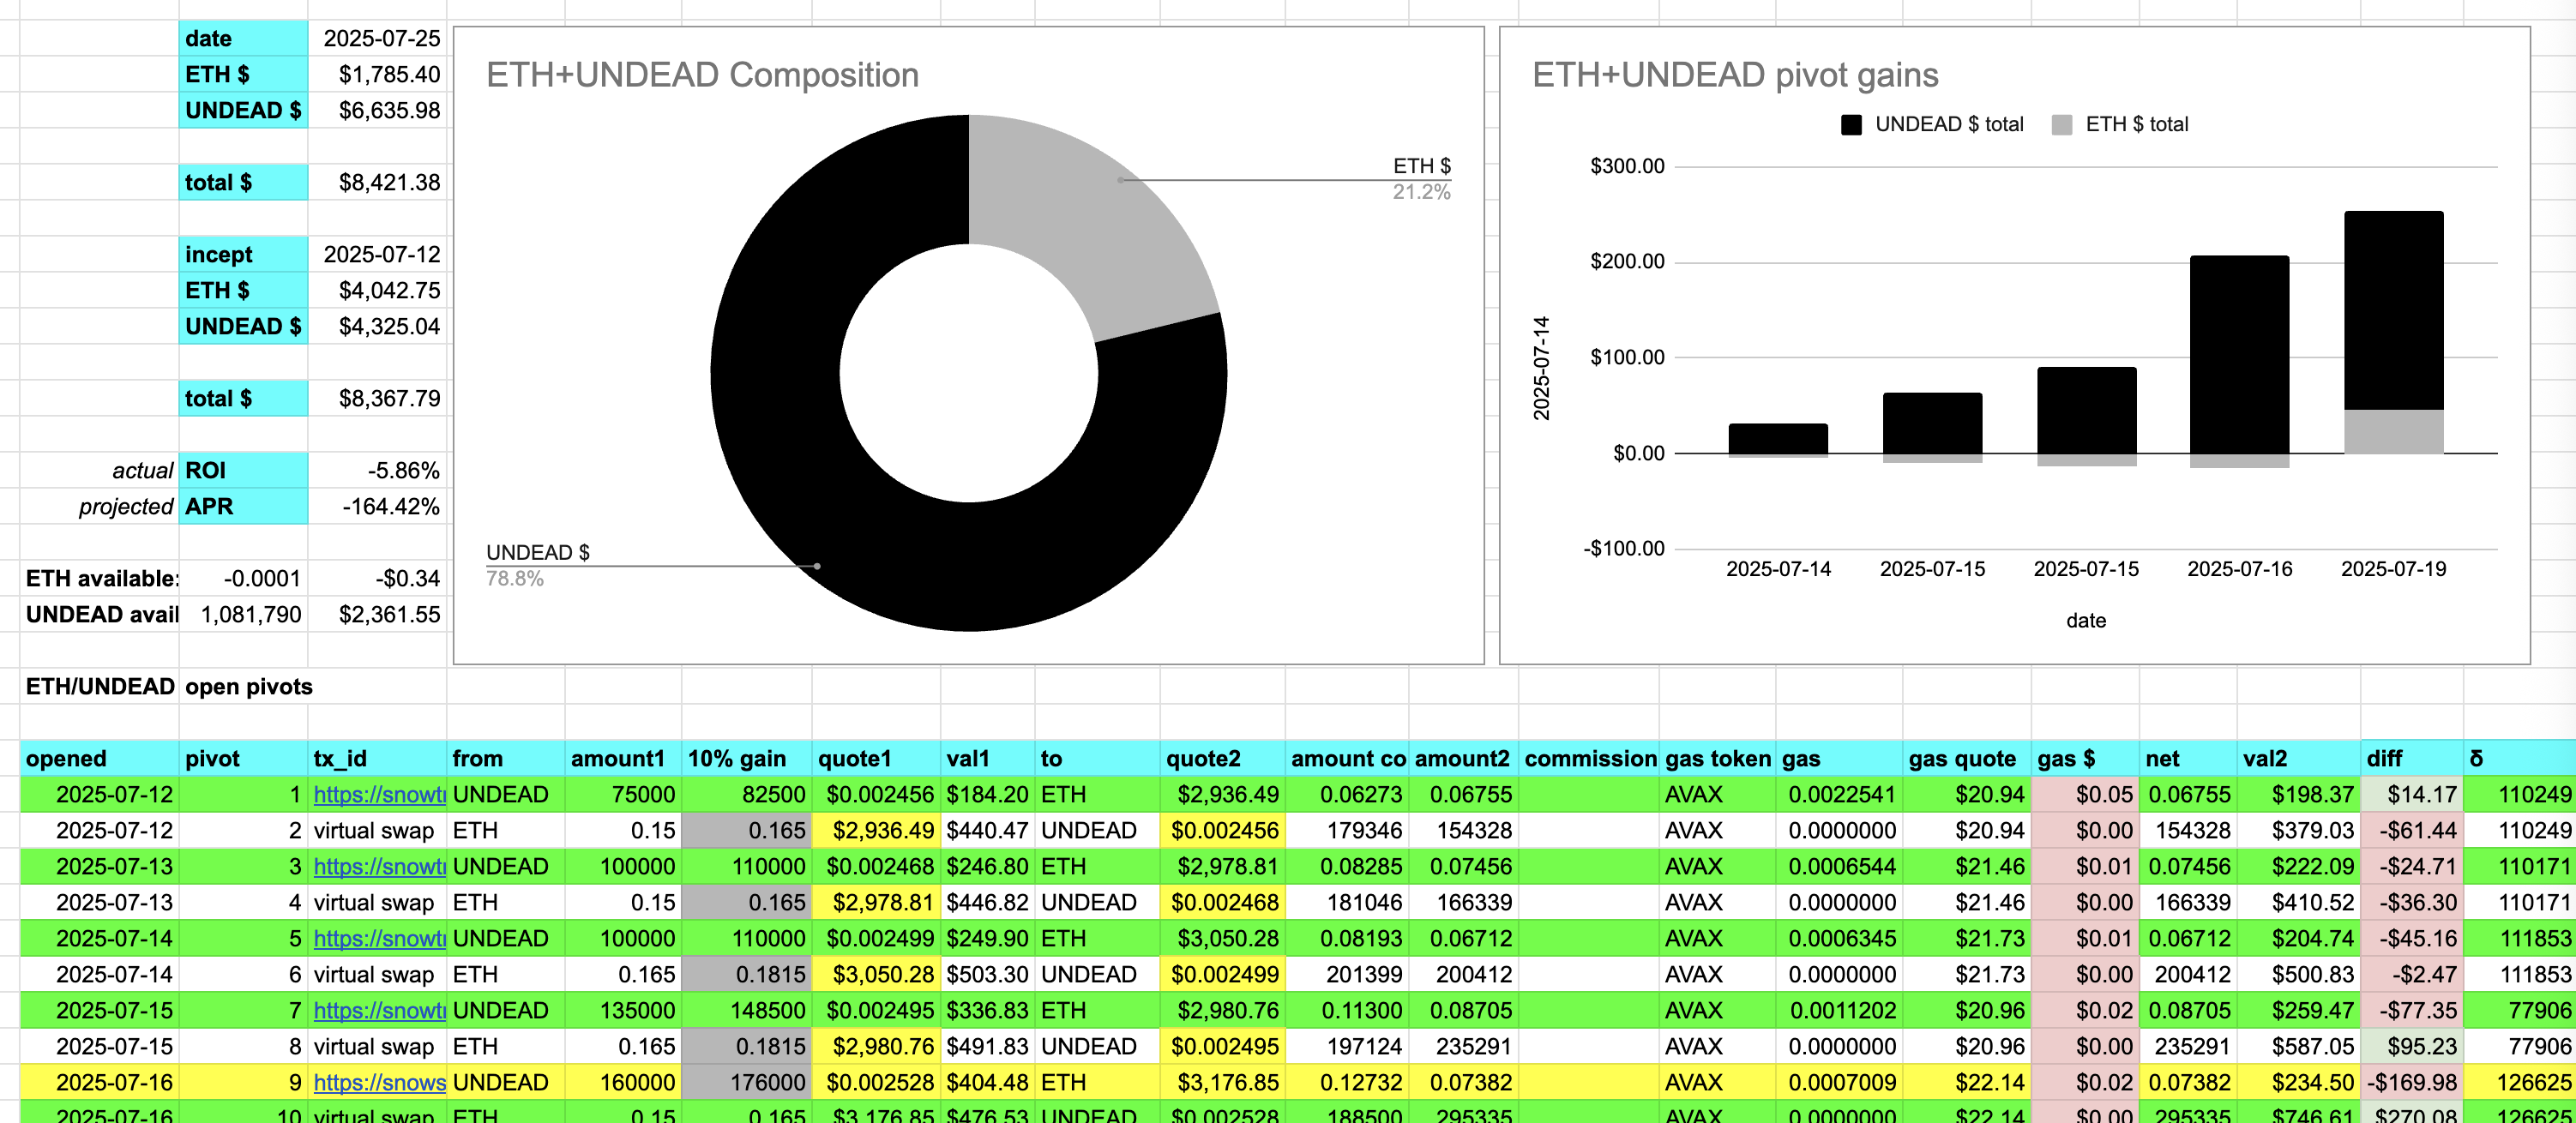 date 2025-07-25
ETH $ $1,785.40
UNDEAD $ $6,635.98
total $ $8,421.38
incept 2025-07-12
ETH $ $4,042.75
UNDEAD $ $4,325.04
total $ $8,367.79
actual ROI -5.86%
projected APR -164.42%
ETH available: -0.0001 -$0.34
UNDEAD avail 1,081,790 $2,361.55
ETH+UNDEAD Composition
ETH $
21.2%
UNDEAD $
78.8%
ETH+UNDEAD pivot gains
UNDEAD $ total ETH $ total
$300.00
$200.00
$100.00
$0.00
-$100.00
2025-07-14
2025-07-14 2025-07-15 2025-07-15 2025-07-16 2025-07-19
date
ETH/UNDEAD open pivots
opened pivot tx_id from amount1 10% gain quote1 val1 to quote2 amount co amount2 commission gas token gas gas quote gas $ net val2 diff δ
2025-07-12 1 https://snowtr UNDEAD 75000 82500 $0.002456 $184.20 ETH $2,936.49 0.06273 0.06755 AVAX 0.0022541 $20.94 $0.05 0.06755 $198.37 $14.17 110249
2025-07-12 2 virtual swap ETH 0.15 0.165 $2,936.49 $440.47 UNDEAD $0.002456 179346 154328 AVAX 0.0000000 $20.94 $0.00 154328 $379.03 -$61.44 110249
2025-07-13 3 https://snowtr UNDEAD 100000 110000 $0.002468 $246.80 ETH $2,978.81 0.08285 0.07456 AVAX 0.0006544 $21.46 $0.01 0.07456 $222.09 -$24.71 110171
2025-07-13 4 virtual swap ETH 0.15 0.165 $2,978.81 $446.82 UNDEAD $0.002468 181046 166339 AVAX 0.0000000 $21.46 $0.00 166339 $410.52 -$36.30 110171
2025-07-14 5 https://snowtr UNDEAD 100000 110000 $0.002499 $249.90 ETH $3,050.28 0.08193 0.06712 AVAX 0.0006345 $21.73 $0.01 0.06712 $204.74 -$45.16 111853
2025-07-14 6 virtual swap ETH 0.165 0.1815 $3,050.28 $503.30 UNDEAD $0.002499 201399 200412 AVAX 0.0000000 $21.73 $0.00 200412 $500.83 -$2.47 111853
2025-07-15 7 https://snowtr UNDEAD 135000 148500 $0.002495 $336.83 ETH $2,980.76 0.11300 0.08705 AVAX 0.0011202 $20.96 $0.02 0.08705 $259.47 -$77.35 77906
2025-07-15 8 virtual swap ETH 0.165 0.1815 $2,980.76 $491.83 UNDEAD $0.002495 197124 235291 AVAX 0.0000000 $20.96 $0.00 235291 $587.05 $95.23 77906
2025-07-16 9 https://snows UNDEAD 160000 176000 $0.002528 $404.48 ETH $3,176.85 0.12732 0.07382 AVAX 0.0007009 $22.14 $0.02 0.07382 $234.50 -$169.98 126625
2025-07-16 10 virtual swap ETH 0.15 0.165 $3,176.85 $476.53 UNDEAD $0.002528 188500 295335 AVAX 0.0000000 $22.14 $0.00 295335 $746.61 $270.08 126625